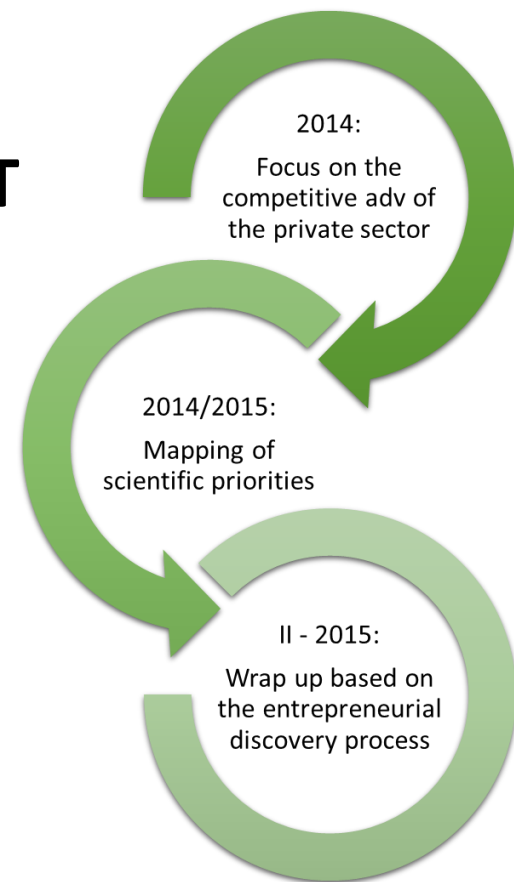 T
2014:
Focus on the
competitive adv of
the private sector
2014/2015:
Mapping of
scientific priorities
II - 2015:
Wrap up based on
the entrepreneurial
discovery process